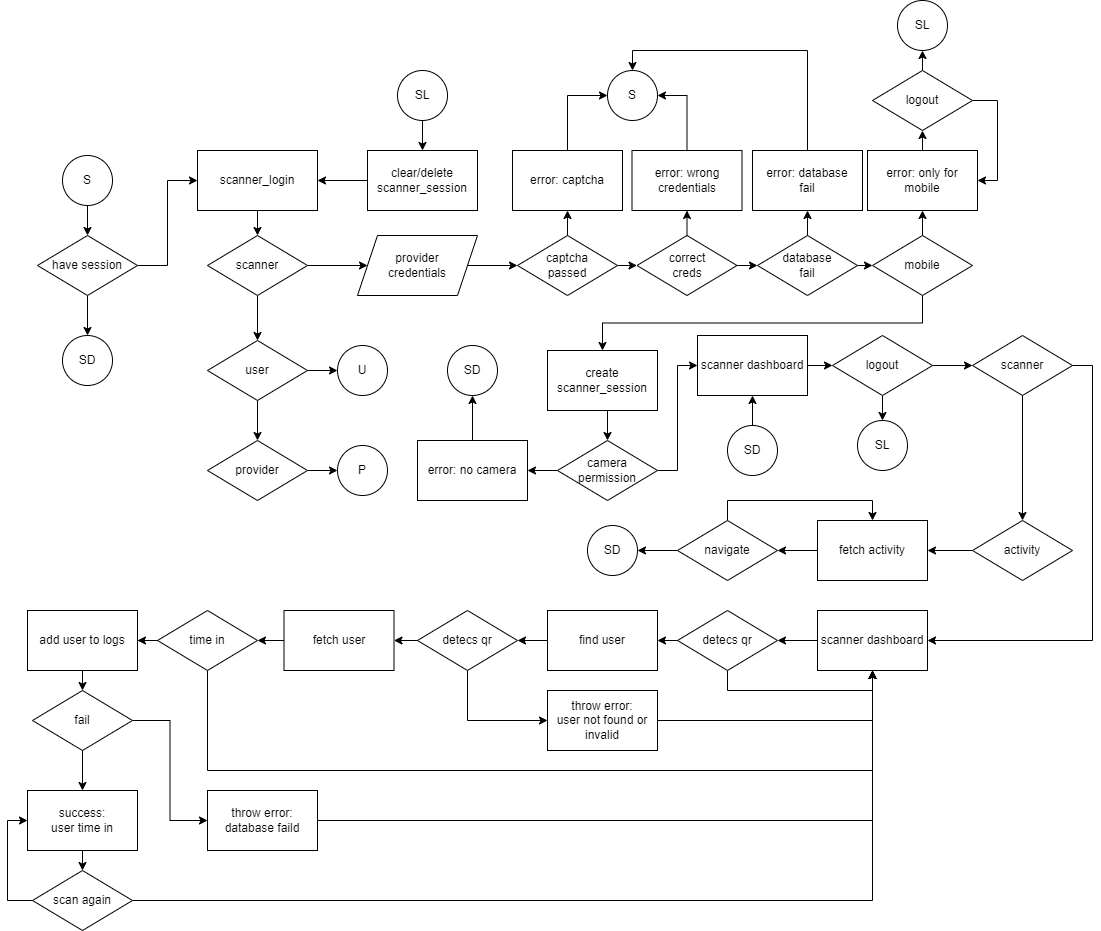 SL
S
SL
logout
S
scanner_login
clear/delete
scanner_session
error: captcha
error: wrong
credentials
error: database
fail
error: only for
mobile
have session
scanner
provider
credentials
captcha
passed
correct
creds
database
fail
mobile
SD
user
U
SD
create
scanner_session
scanner dashboard
logout
scanner
provider
P
error: no camera
camera
permission
SD
SL
SD
navigate
fetch activity
activity
add user to logs
time in
fetch user
detecs qr
find user
detecs qr
scanner dashboard
fail
throw error:
user not found or
invalid
success:
user time in
throw error:
database faild
scan again